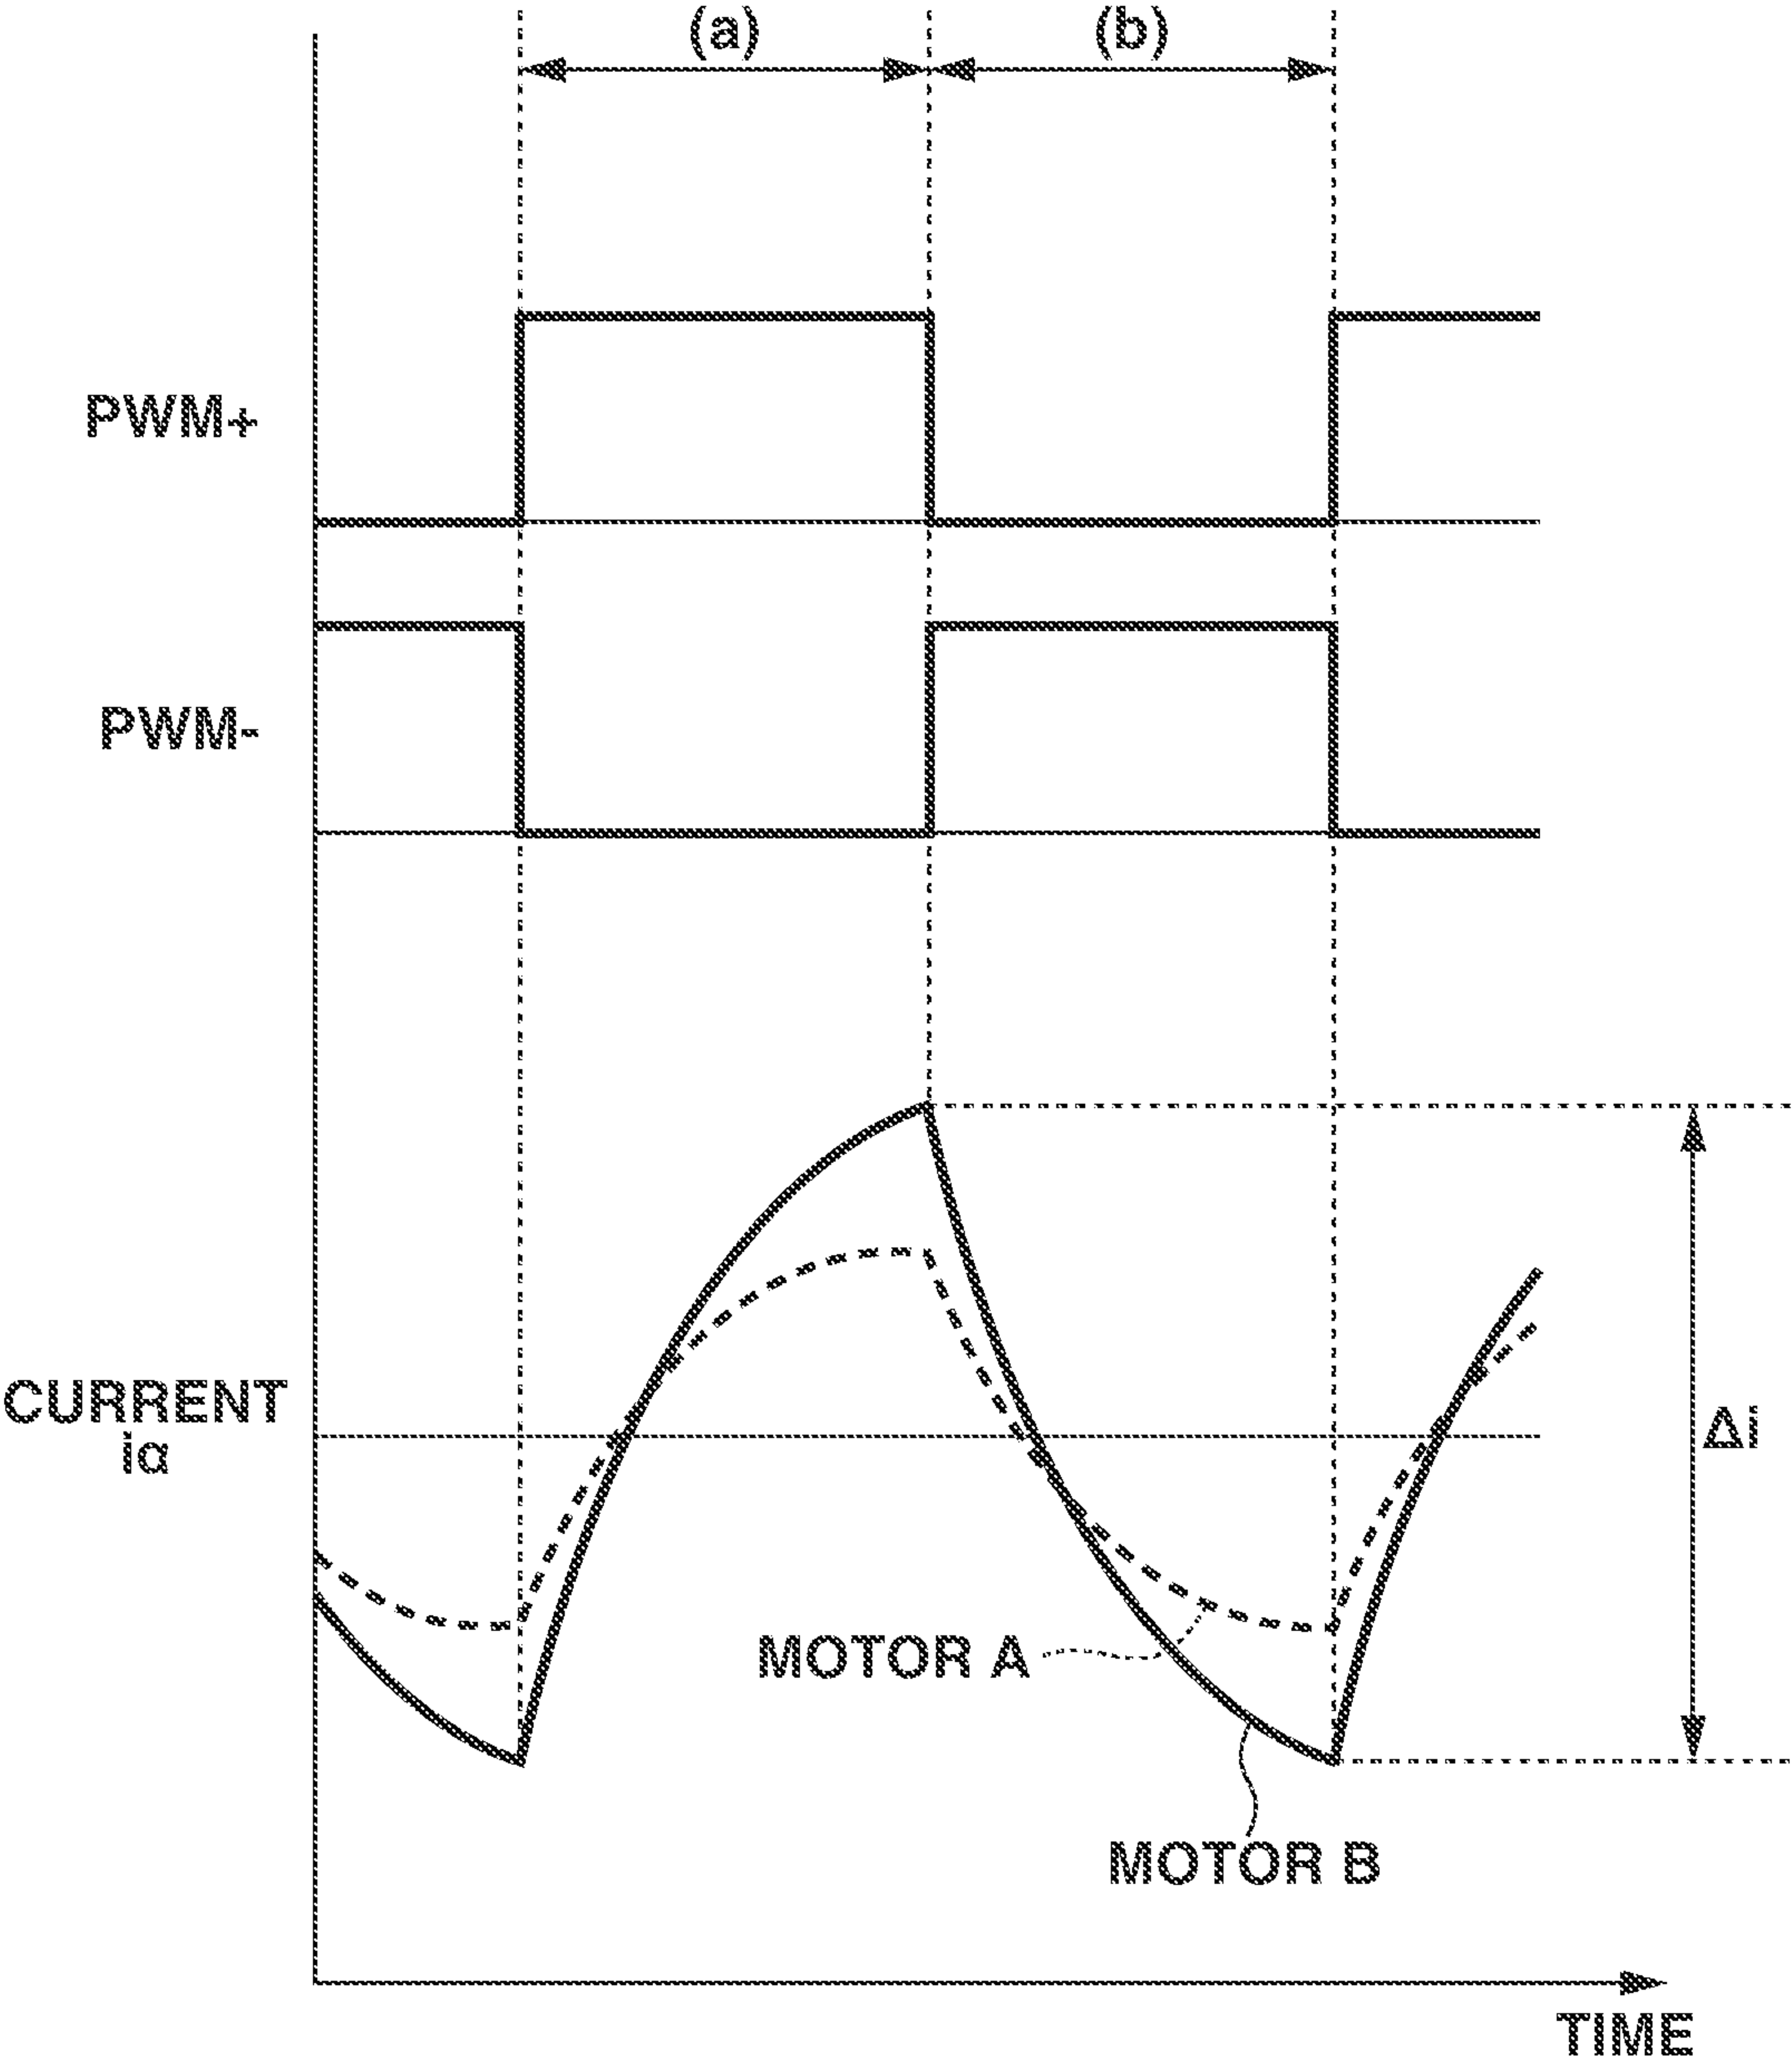 (a)
(b)
PWM+
PWM-
CURRENT
iα
Δi
MOTOR A
MOTOR B
TIME